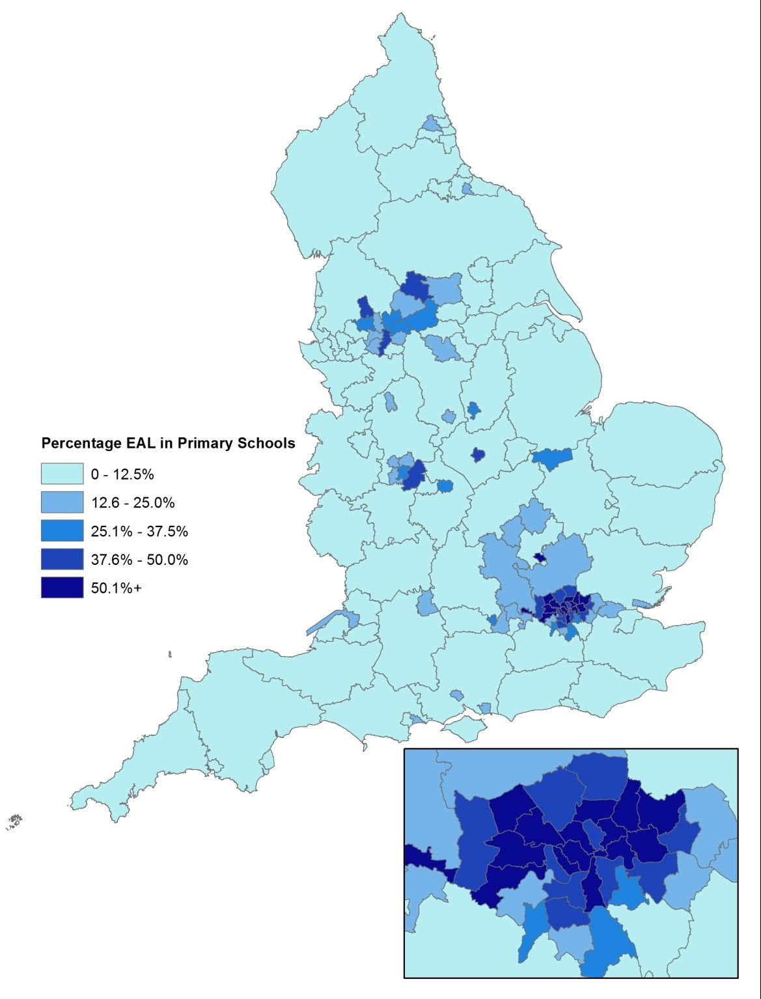 Percentage EAL in Primary Schools
0 - 12.5%
12.6 - 25.0%
25.1% - 37.5%
37.6% - 50.0%
50.1%+